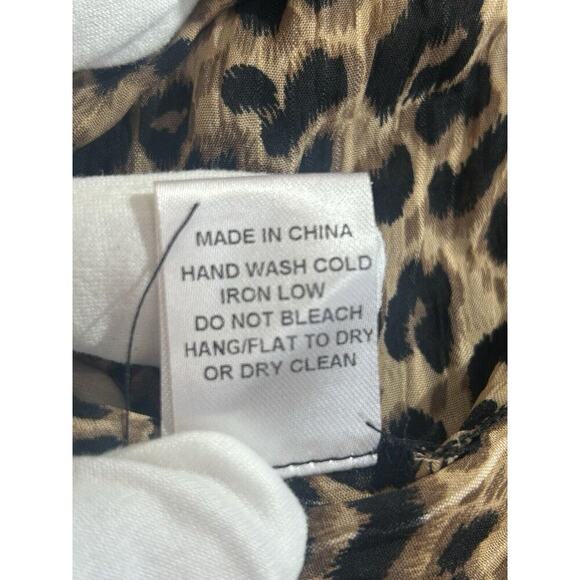 MADE IN CHINA
HAND WASH COLD
IRON LOW
DO NOT BLEACH
HANG/FLAT TO DRY
OR DRY CLEAN